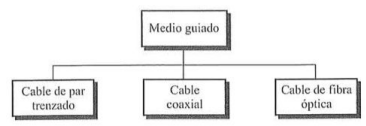 Medio guiado
Cable de par
trenzado
Cable
coaxial
Cable de fibra
óptica